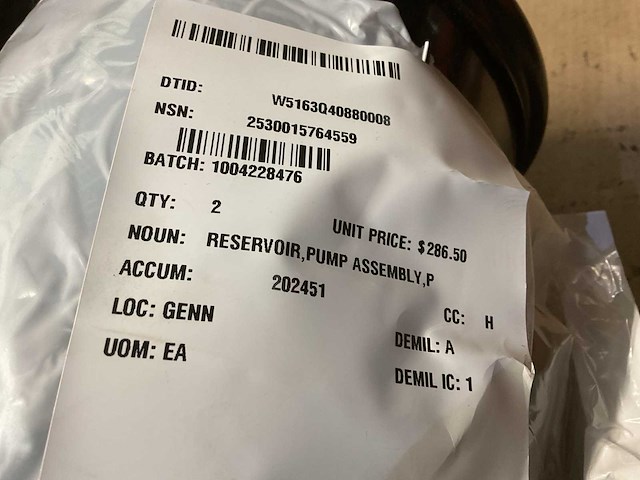 DTID: W5163Q40880008
NSN: 2530015764559
BATCH: 1004228476
QTY: 2
UNIT PRICE: $286.50
NOUN: RESERVOIR,PUMP ASSEMBLY,P
ACCUM: 202451
LOC: GENN
CC: H
UOM: EA
DEMIL: A
DEMIL IC: 1